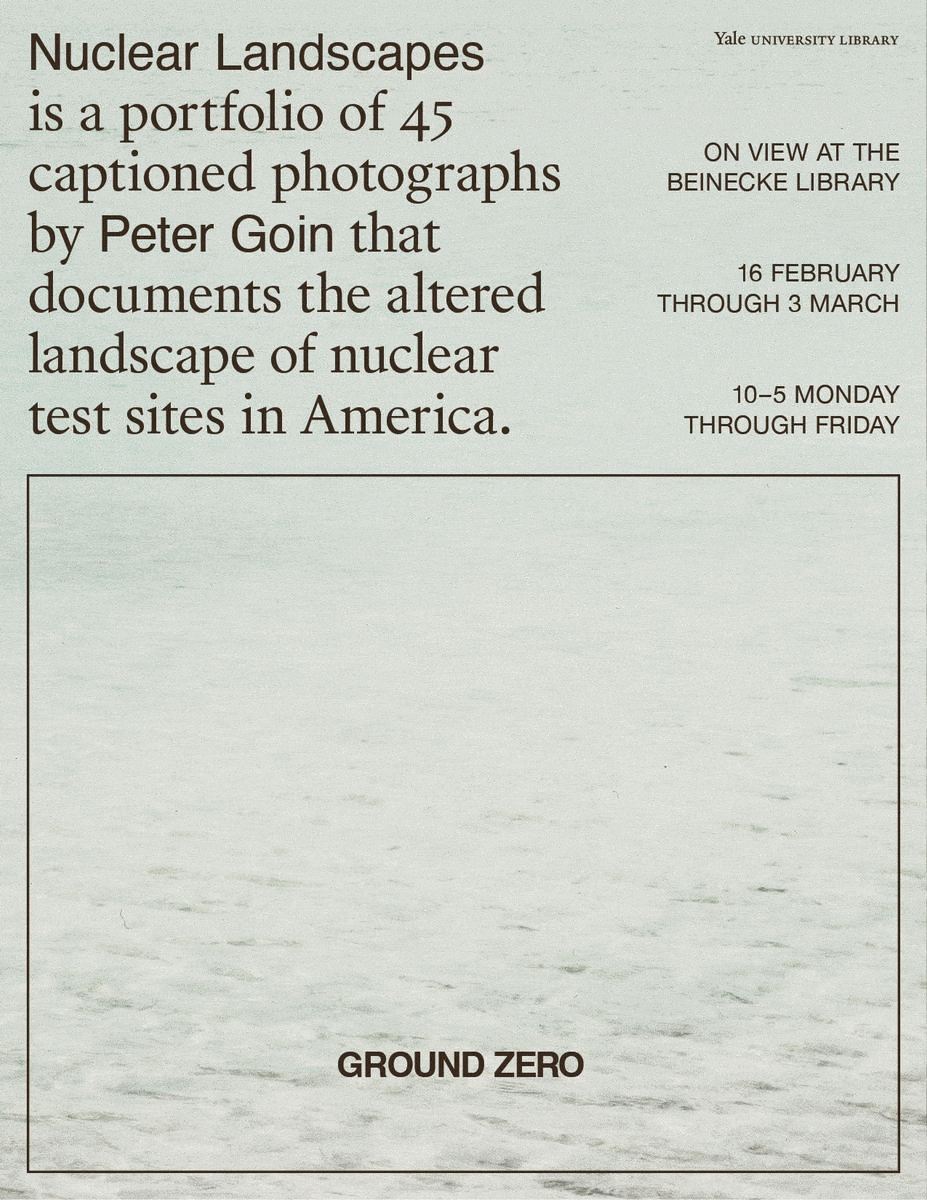 Nuclear Landscapes
is a portfolio of 45
captioned photographs
by Peter Goin that
documents the altered
landscape of nuclear
test sites in America.
Yale UNIVERSITY LIBRARY
ON VIEW AT THE
BEINECKE LIBRARY
16 FEBRUARY
THROUGH 3 MARCH
10–5 MONDAY
THROUGH FRIDAY
GROUND ZERO